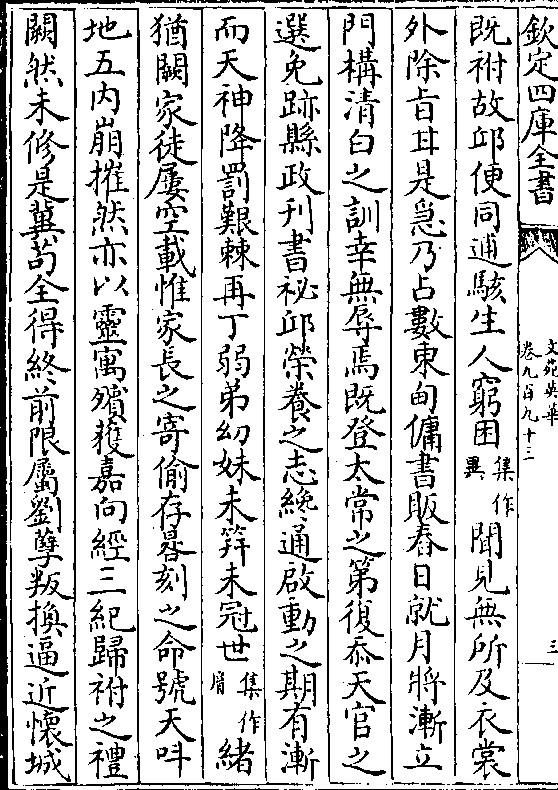 欽定四庫全書
文苑英華
卷九百九十三
三
既祔故邱便同逋駭生人窮困集作異聞見無所及衣裳
外除旨甘是急乃占數東甸傭書販舂日就月將漸立
門構清白之訓幸無辱焉既登太常之第復忝天官之
選免跡縣政刋書秘邱榮養之志纔通啟動之期有漸
而天神降罰艱棘再丁弱弟幼妹未笄未冠世集作胄緒
猶闕家徒屢空載惟家長之寄偷存晷刻之命號天叫
地五内崩摧然亦以靈寓殯䕶嘉向經三紀歸祔之禮
闕然未修是冀苟全得終前限屬劉孽叛換逼近懷城